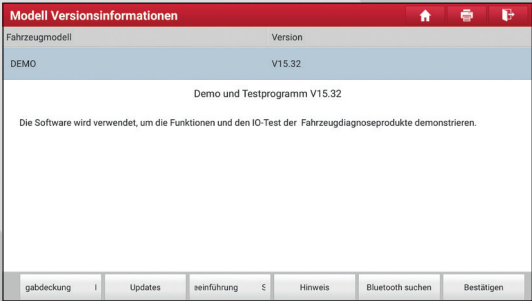 Modell Versionsinformationen
Fahrzeugmodell Version
DEMO V15.32
Demo und Testprogramm V15.32
Die Software wird verwendet, um die Funktionen und den IO-Test der Fahrzeugdiagnoseprodukte demonstrieren.
gabdeckung Updates einführung S Hinweis Bluetooth suchen Bestätigen